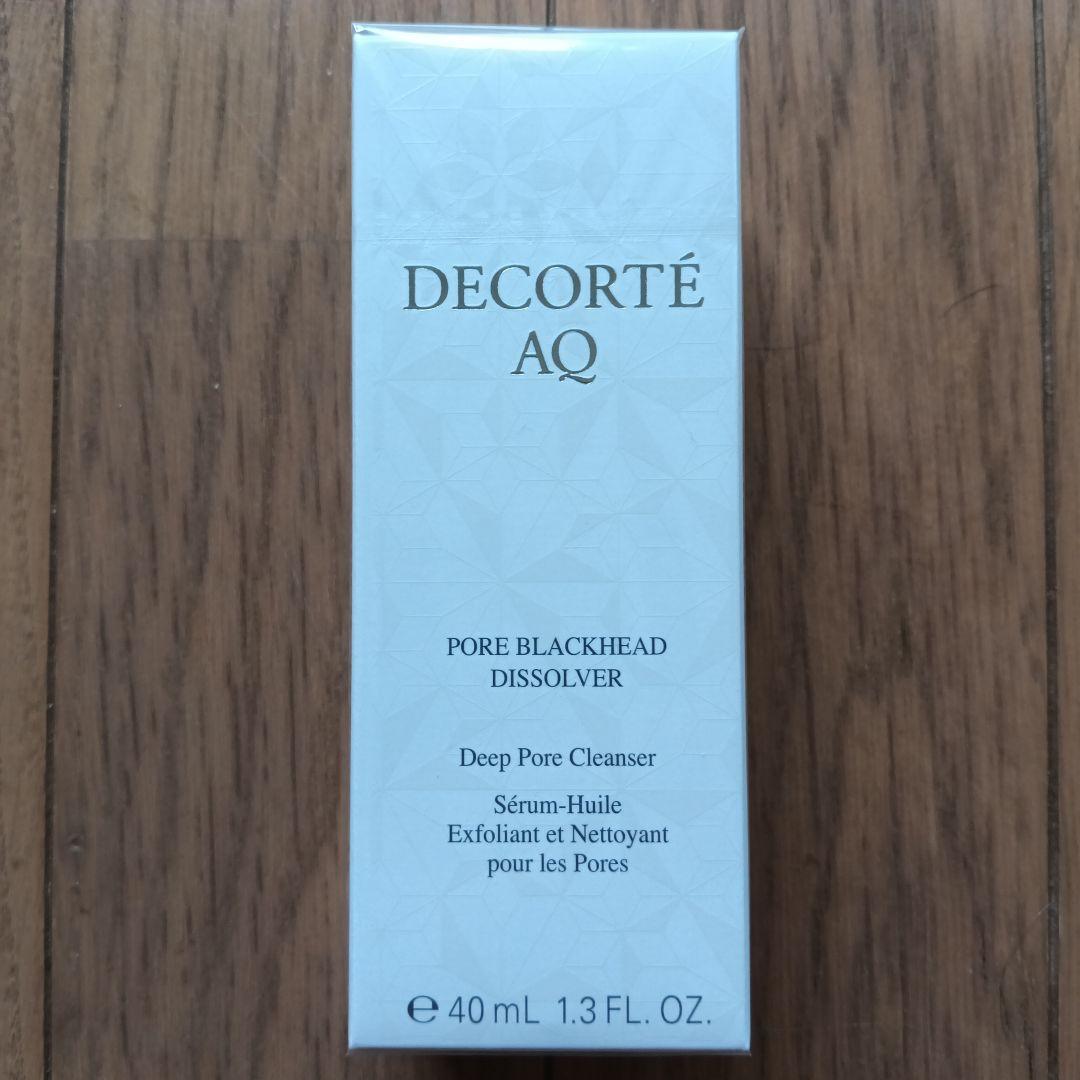 DECORTÉ
AQ
PORE BLACKHEAD
DISSOLVER
Deep Pore Cleanser
Sérum-Huile
Exfoliant et Nettoyant
pour les Pores
℮ 40 mL 1.3 FL. OZ.